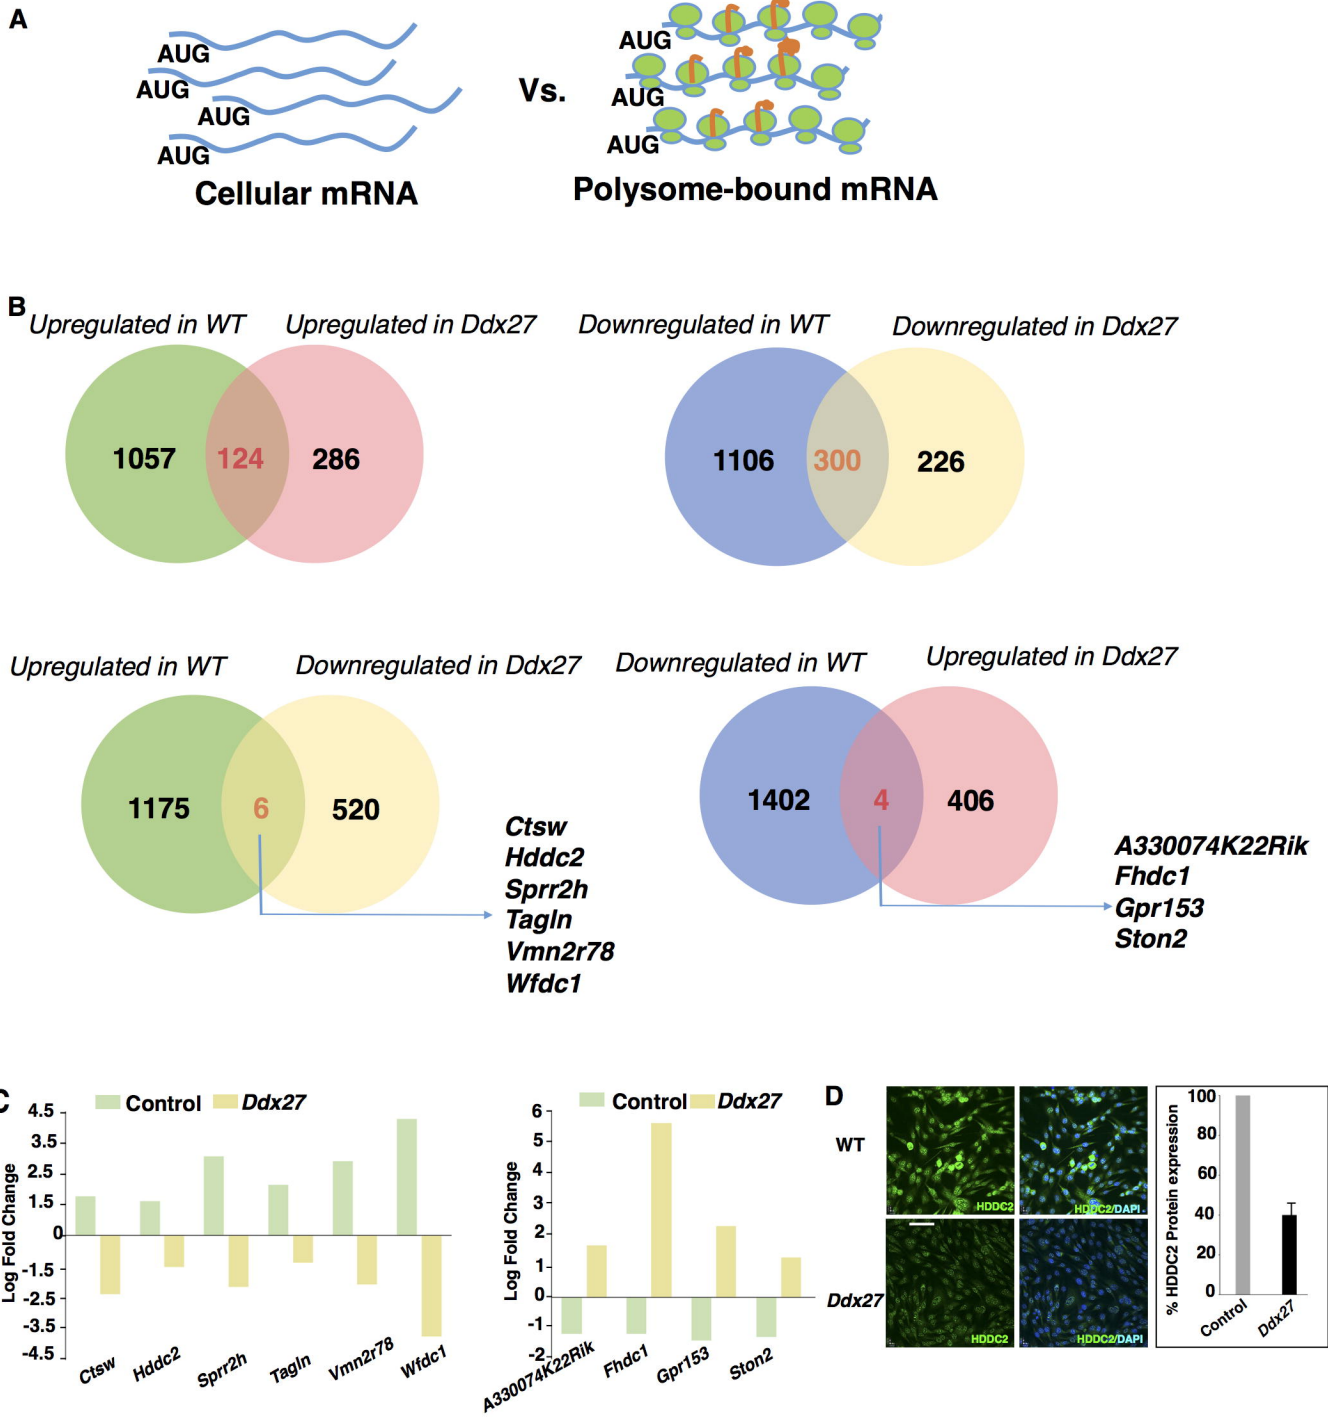 A
AUG
AUG
AUG
AUG
Cellular mRNA
Vs.
AUG
AUG
AUG
Polysome-bound mRNA
B
Upregulated in WT
Upregulated in Ddx27
1057
124
286
Downregulated in WT
Downregulated in Ddx27
1106
300
226
Upregulated in WT
Downregulated in Ddx27
1175
6
520
Ctsw
Hddc2
Sprr2h
Tagln
Vmn2r78
Wfdc1
Downregulated in WT
Upregulated in Ddx27
1402
4
406
A330074K22Rik
Fhdc1
Gpr153
Ston2
C
Control
Ddx27
Log Fold Change
4.5
3.5
2.5
1.5
0
-1.5
-2.5
-3.5
-4.5
Ctsw
Hddc2
Sprr2h
Tagln
Vmn2r78
Wfdc1
Control
Ddx27
Log Fold Change
6
5
4
3
2
1
0
-1
-2
A330074K22Rik
Fhdc1
Gpr153
Ston2
D
WT
HDDC2
HDDC2/DAPI
Ddx27
HDDC2
HDDC2/DAPI
% HDDC2 Protein expression
100
80
60
40
20
0
Control
Ddx27